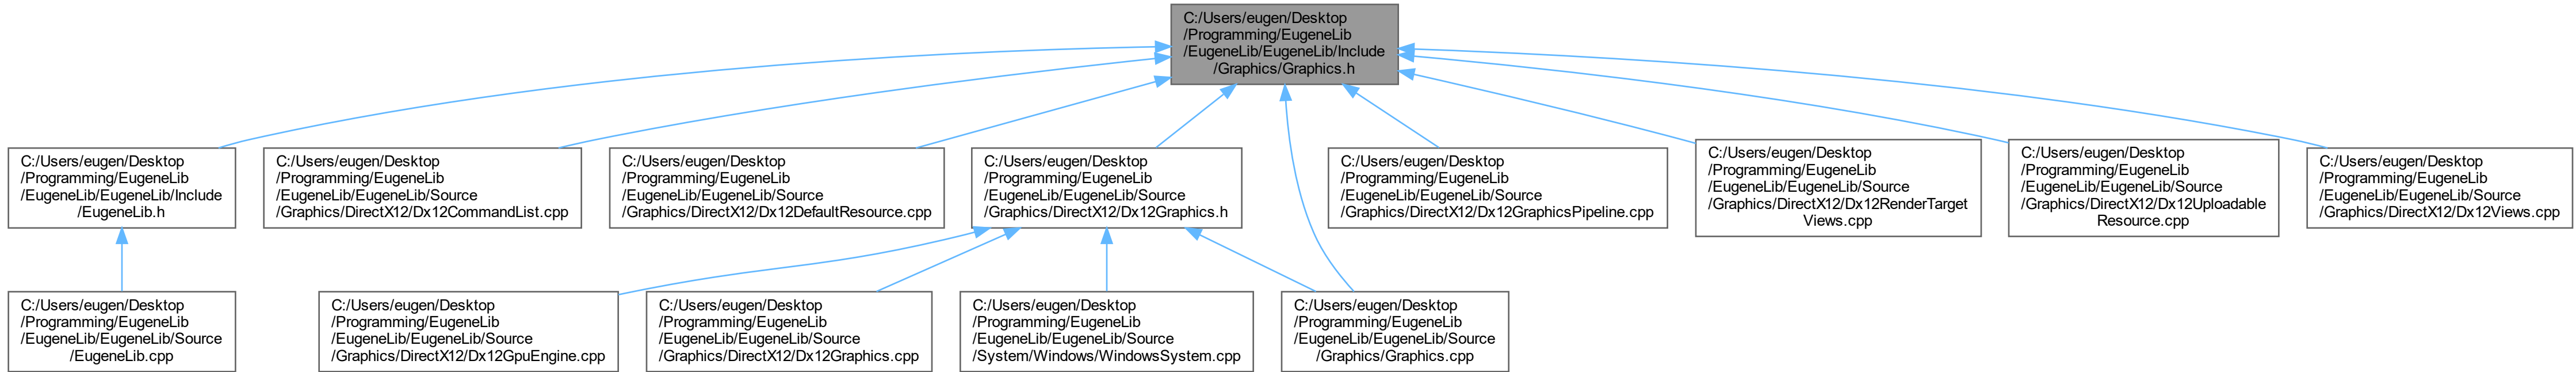 C:/Users/eugen/Desktop
/Programming/EugeneLib
/EugeneLib/EugeneLib/Include
/Graphics/Graphics.h
C:/Users/eugen/Desktop
/Programming/EugeneLib
/EugeneLib/EugeneLib/Include
/EugeneLib.h
C:/Users/eugen/Desktop
/Programming/EugeneLib
/EugeneLib/EugeneLib/Source
/Graphics/DirectX12/Dx12CommandList.cpp
C:/Users/eugen/Desktop
/Programming/EugeneLib
/EugeneLib/EugeneLib/Source
/Graphics/DirectX12/Dx12DefaultResource.cpp
C:/Users/eugen/Desktop
/Programming/EugeneLib
/EugeneLib/EugeneLib/Source
/Graphics/DirectX12/Dx12Graphics.h
C:/Users/eugen/Desktop
/Programming/EugeneLib
/EugeneLib/EugeneLib/Source
/Graphics/DirectX12/Dx12GraphicsPipeline.cpp
C:/Users/eugen/Desktop
/Programming/EugeneLib
/EugeneLib/EugeneLib/Source
/Graphics/DirectX12/Dx12RenderTarget
Views.cpp
C:/Users/eugen/Desktop
/Programming/EugeneLib
/EugeneLib/EugeneLib/Source
/Graphics/DirectX12/Dx12Uploadable
Resource.cpp
C:/Users/eugen/Desktop
/Programming/EugeneLib
/EugeneLib/EugeneLib/Source
/Graphics/DirectX12/Dx12Views.cpp
C:/Users/eugen/Desktop
/Programming/EugeneLib
/EugeneLib/EugeneLib/Source
/EugeneLib.cpp
C:/Users/eugen/Desktop
/Programming/EugeneLib
/EugeneLib/EugeneLib/Source
/Graphics/DirectX12/Dx12GpuEngine.cpp
C:/Users/eugen/Desktop
/Programming/EugeneLib
/EugeneLib/EugeneLib/Source
/Graphics/DirectX12/Dx12Graphics.cpp
C:/Users/eugen/Desktop
/Programming/EugeneLib
/EugeneLib/EugeneLib/Source
/System/Windows/WindowsSystem.cpp
C:/Users/eugen/Desktop
/Programming/EugeneLib
/EugeneLib/EugeneLib/Source
/Graphics/Graphics.cpp